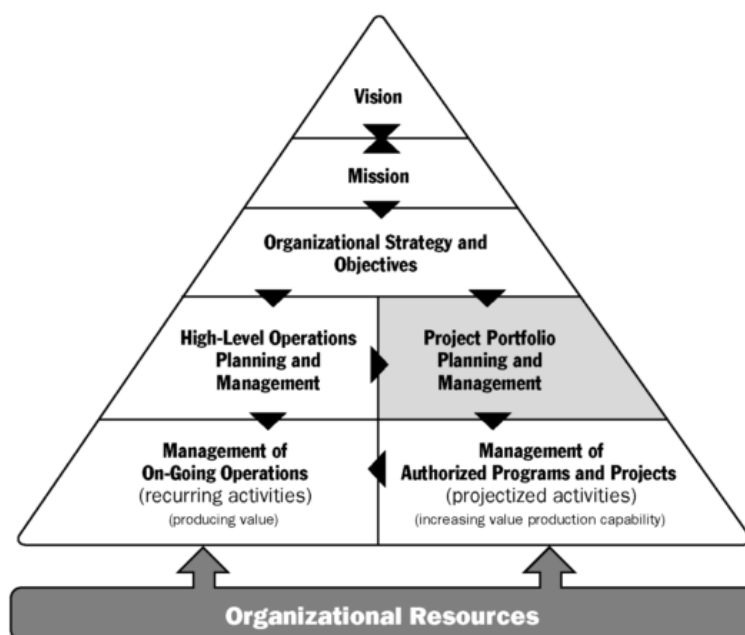 Vision
Mission
Organizational Strategy and
Objectives
High-Level Operations
Planning and
Management
Project Portfolio
Planning and
Management
Management of
On-Going Operations
(recurring activities)
(producing value)
Management of
Authorized Programs and Projects
(projectized activities)
(increasing value production capability)
Organizational Resources